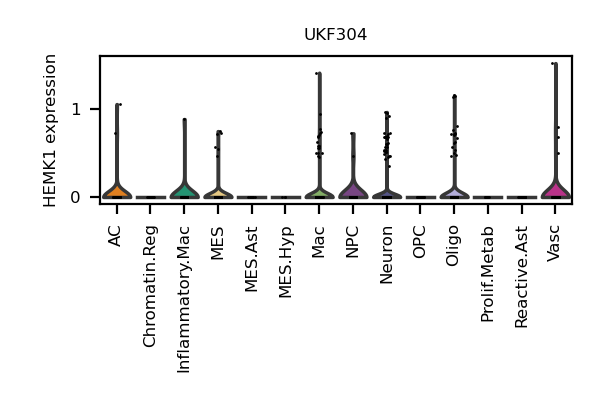 UKF304
HEMK1 expression
1
0
AC
Chromatin.Reg
Inflammatory.Mac
MES
MES.Ast
MES.Hyp
Mac
NPC
Neuron
OPC
Oligo
Prolif.Metab
Reactive.Ast
Vasc